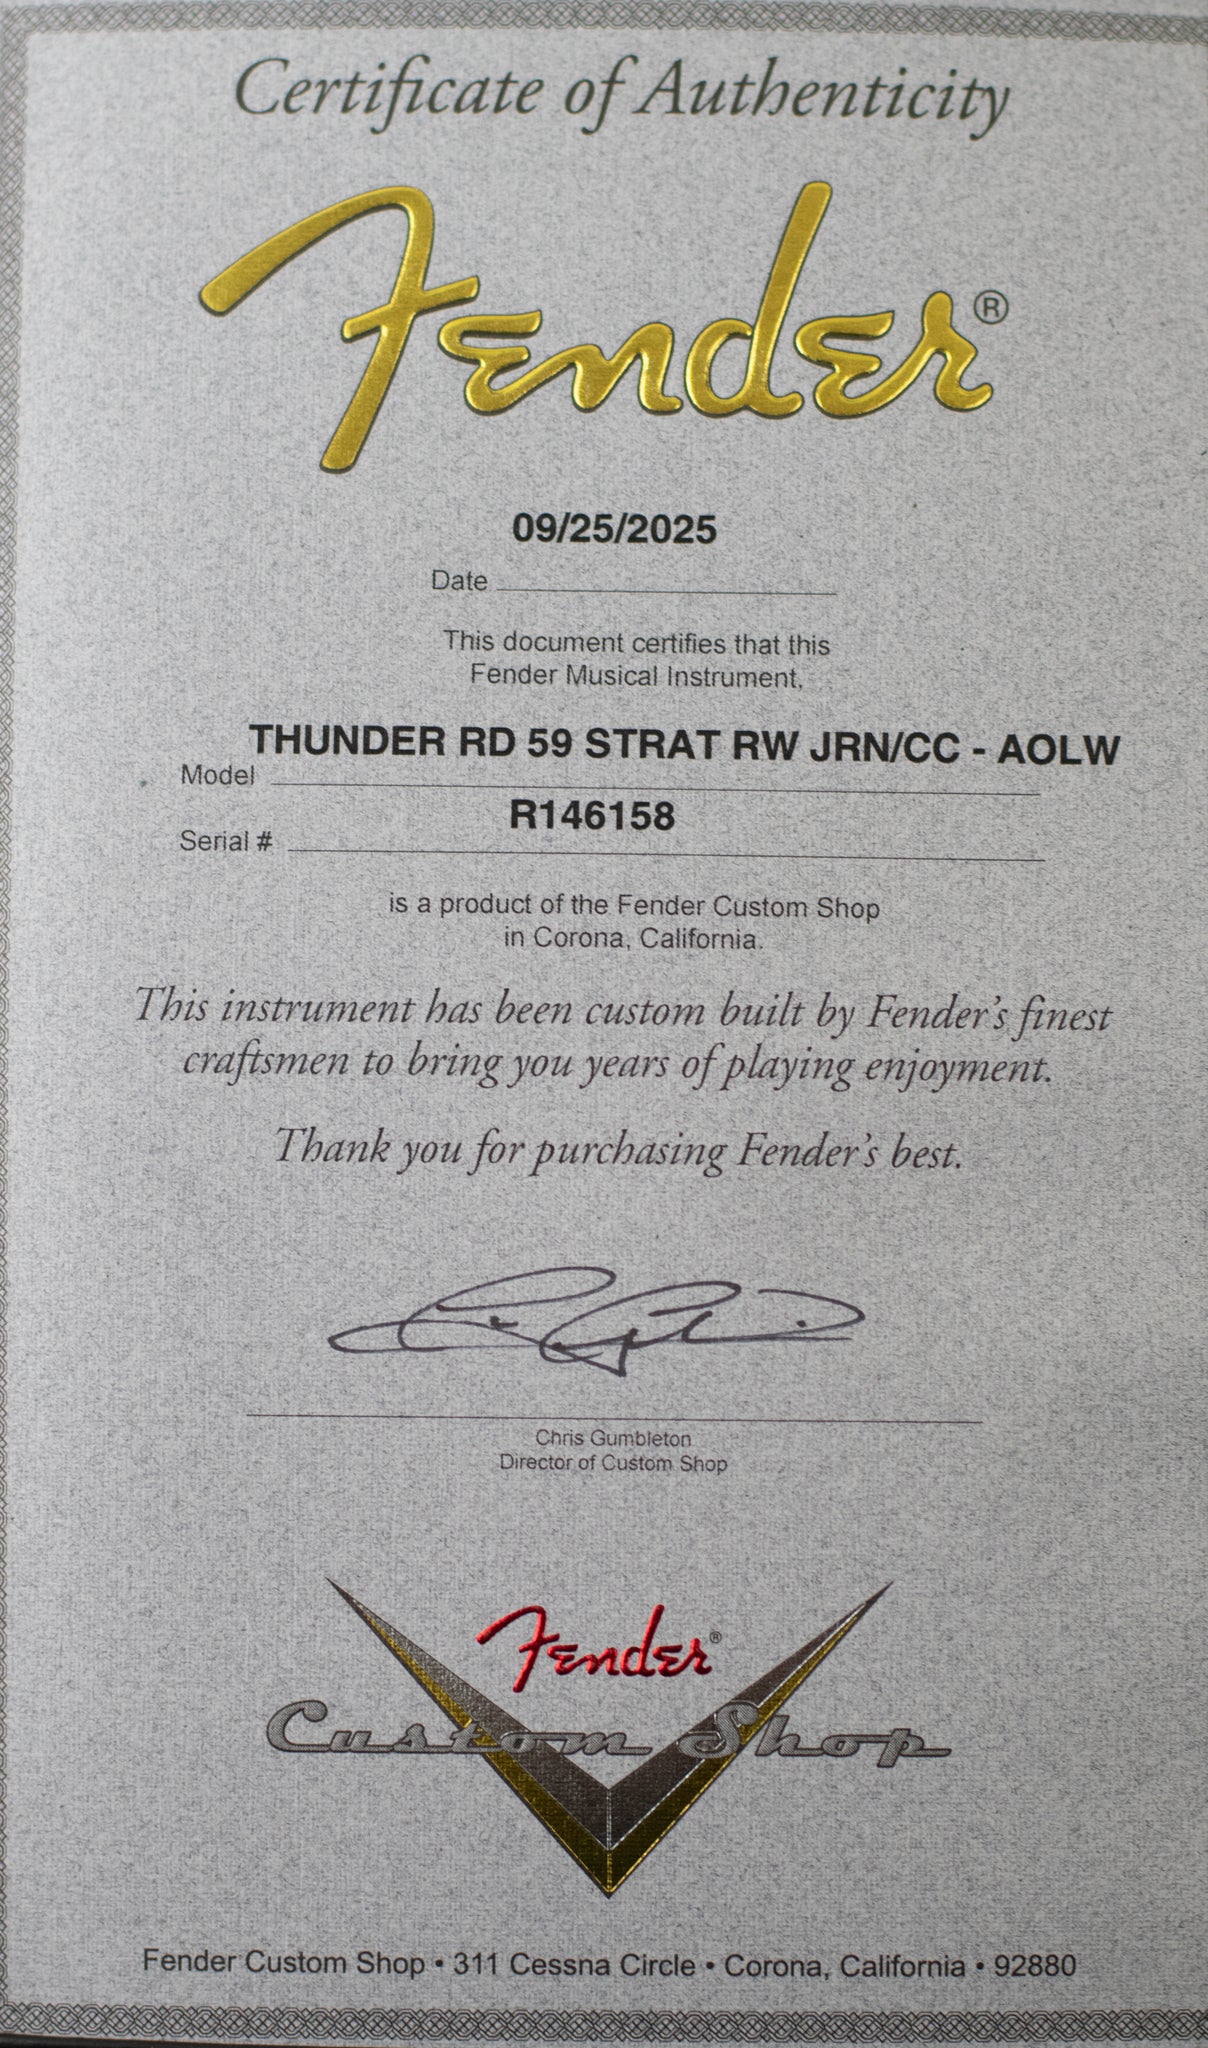 Certificate of Authenticity
Fender®
09/25/2025
Date
This document certifies that this
Fender Musical Instrument,
THUNDER RD 59 STRAT RW JRN/CC - AOLW
Model
R146158
Serial #
is a product of the Fender Custom Shop
in Corona, California.
This instrument has been custom built by Fender's finest
craftsmen to bring you years of playing enjoyment.
Thank you for purchasing Fender's best.
Chris Gumbleton
Director of Custom Shop
Fender®
Custom Shop
Fender Custom Shop • 311 Cessna Circle • Corona, California • 92880